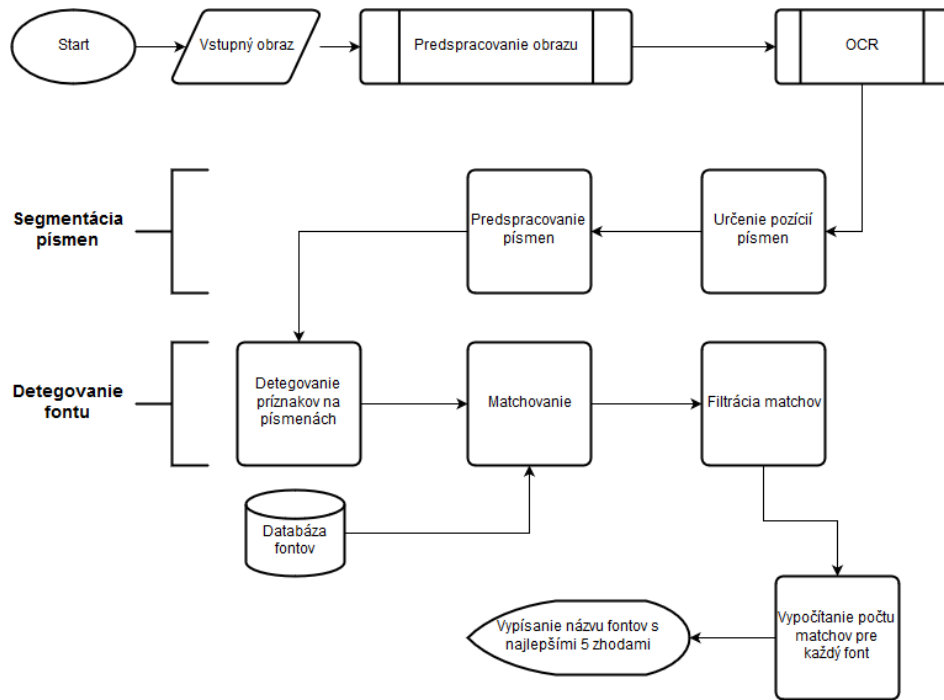 Start
Vstupný obraz
Predspracovanie obrazu
OCR
Segmentácia
písmen
Predspracovanie
písmen
Určenie pozícií
písmen
Detegovanie
fontu
Detegovanie
príznakov na
písmenách
Matchovanie
Filtrácia matchov
Databáza
fontov
Vypísanie názvu fontov s
najlepšími 5 zhodami
Vypočítanie počtu
matchov pre
každý font